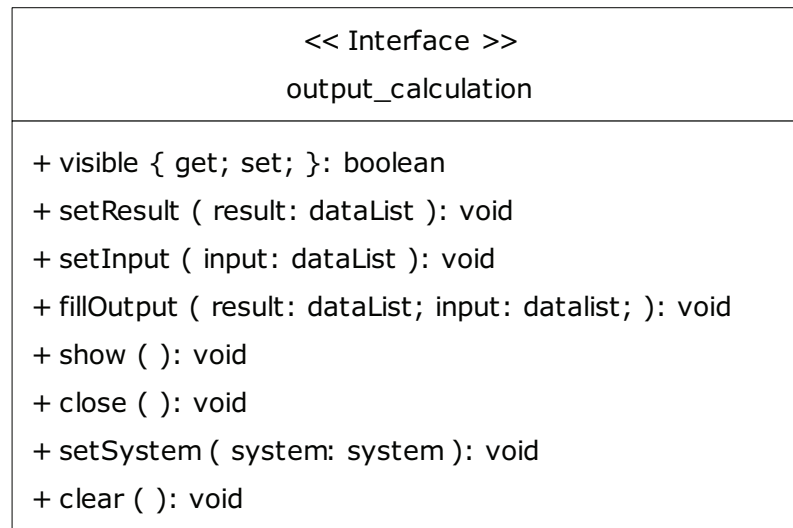 << Interface >>
output_calculation
+ visible { get; set; }: boolean
+ setResult ( result: dataList ): void
+ setInput ( input: dataList ): void
+ fillOutput ( result: dataList; input: datalist; ): void
+ show ( ): void
+ close ( ): void
+ setSystem ( system: system ): void
+ clear ( ): void